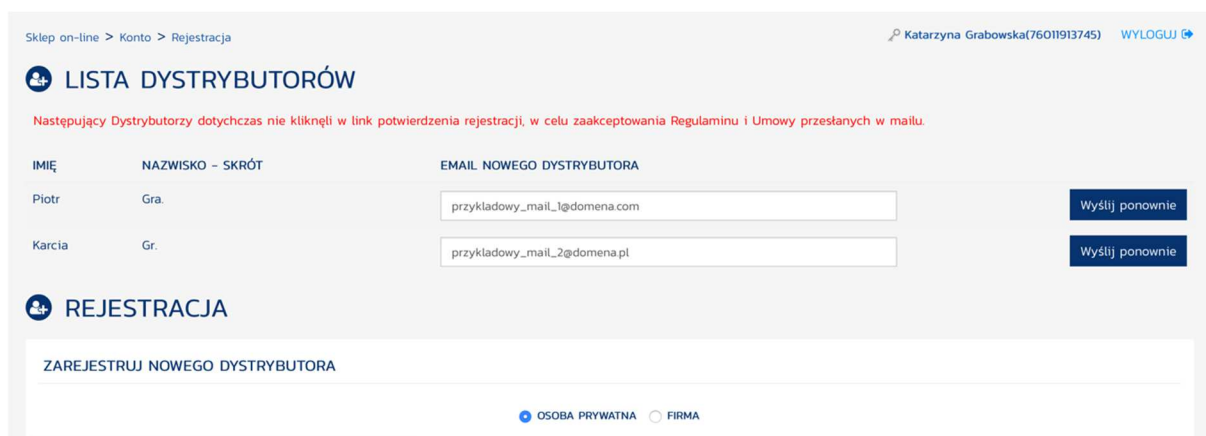 Sklep on-line > Konto > Rejestracja
Katarzyna Grabowska(76011913745) WYLOGUJ
LISTA DYSTRYBUTORÓW
Następujący Dystrybutorzy dotychczas nie kliknęli w link potwierdzenia rejestracji, w celu zaakceptowania Regulaminu i Umowy przesłanych w mailu.
IMIĘ NAZWISKO – SKRÓT EMAIL NOWEGO DYSTRYBUTORA
Piotr Gra. przykladowy_mail_1@domena.com Wyślij ponownie
Karcia Gr. przykladowy_mail_2@domena.pl Wyślij ponownie
REJESTRACJA
ZAREJESTRUJ NOWEGO DYSTRYBUTORA
OSOBA PRYWATNA FIRMA